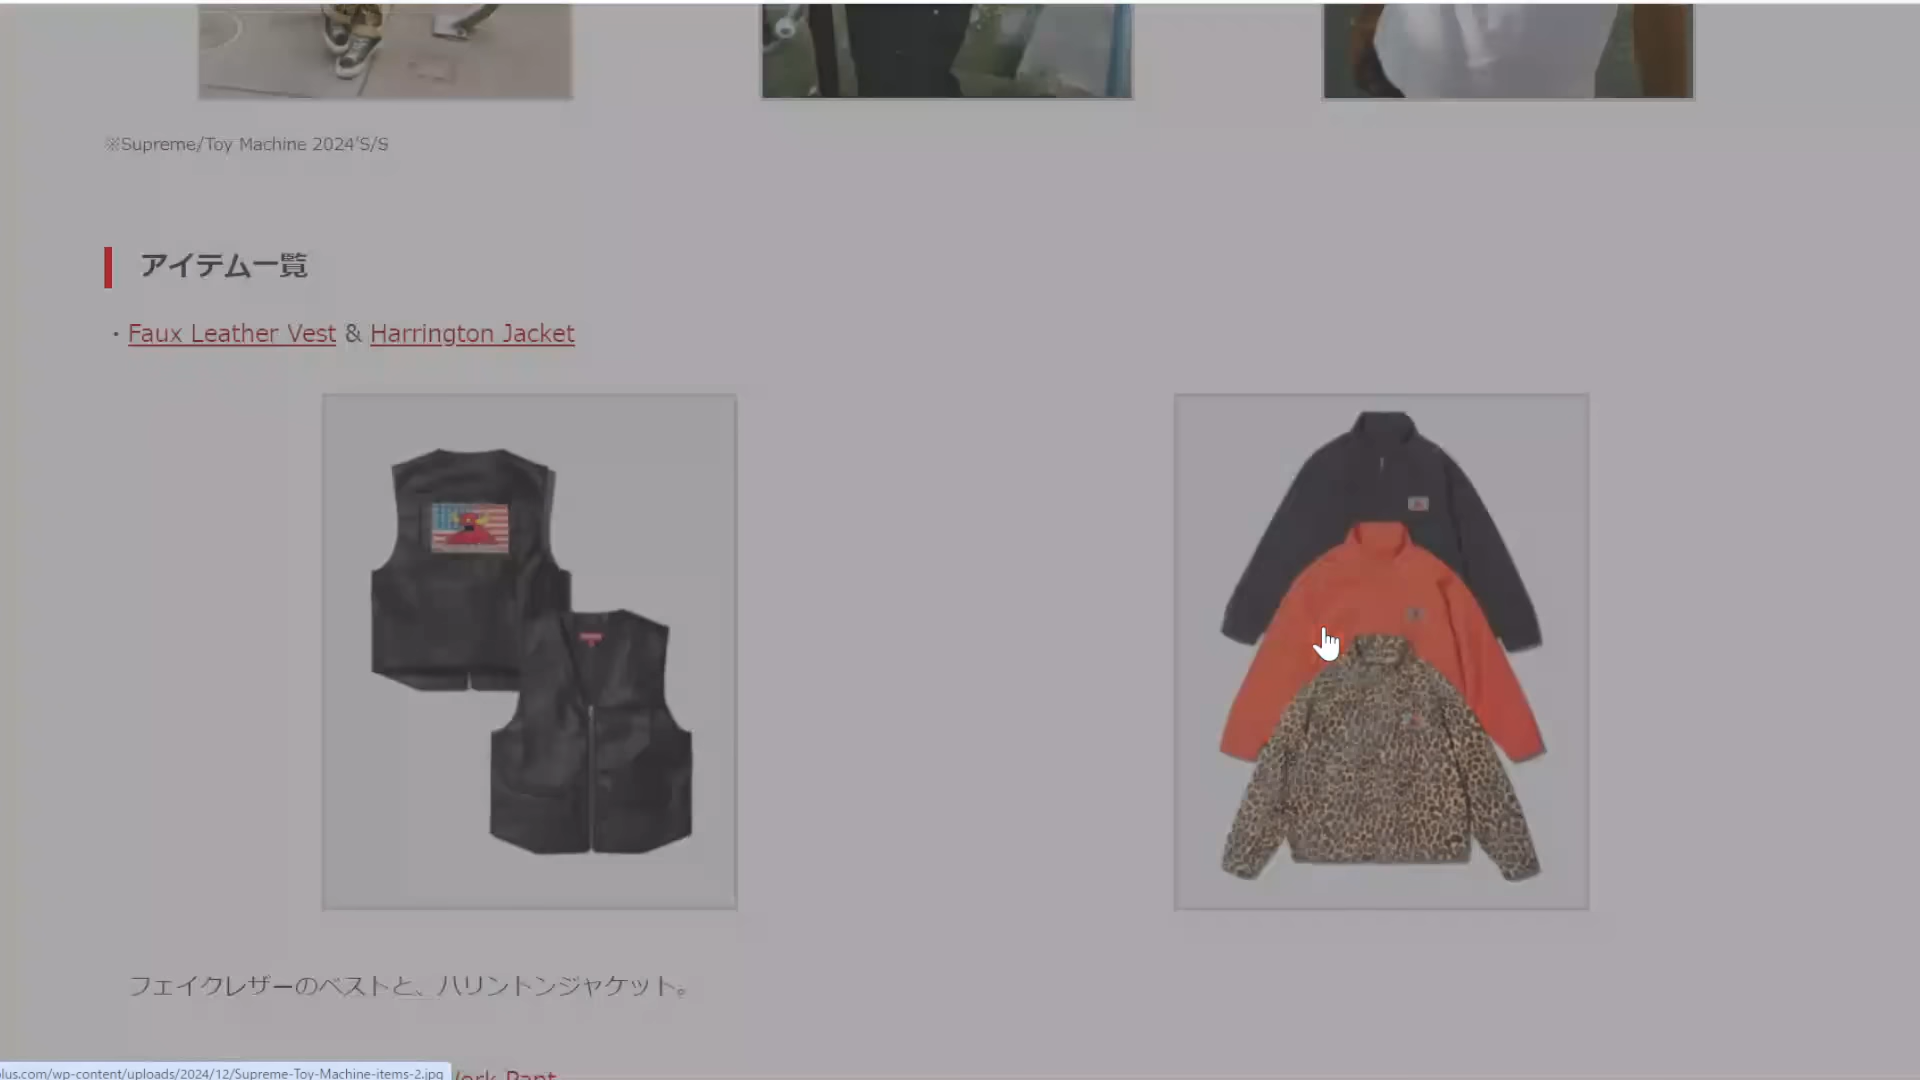 ※Supreme/Toy Machine 2024'S/S
アイテム一覧
・Faux Leather Vest & Harrington Jacket
フェイクレザーのベストと、ハリントンジャケット。
Pant
lus.com/wp-content/uploads/2024/12/Supreme-Toy-Machine-items-2.jpg